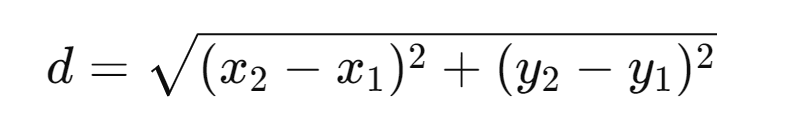 d = √((x₂ − x₁)² + (y₂ − y₁)²)